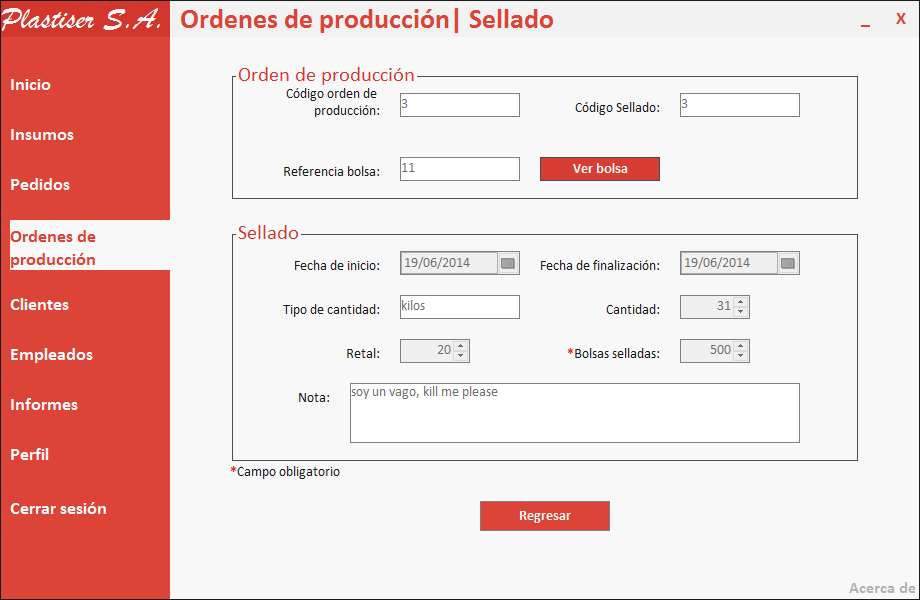 Plastiser S.A.
Ordenes de producción| Sellado
_ X
Inicio
Insumos
Pedidos
Ordenes de
producción
Clientes
Empleados
Informes
Perfil
Cerrar sesión
Orden de producción
Código orden de
producción:
3
Código Sellado:
3
Referencia bolsa:
11
Ver bolsa
Sellado
Fecha de inicio:
19/06/2014
Fecha de finalización:
19/06/2014
Tipo de cantidad:
kilos
Cantidad:
31
Retal:
20
*Bolsas selladas:
500
Nota:
soy un vago, kill me please
*Campo obligatorio
Regresar
Acerca de